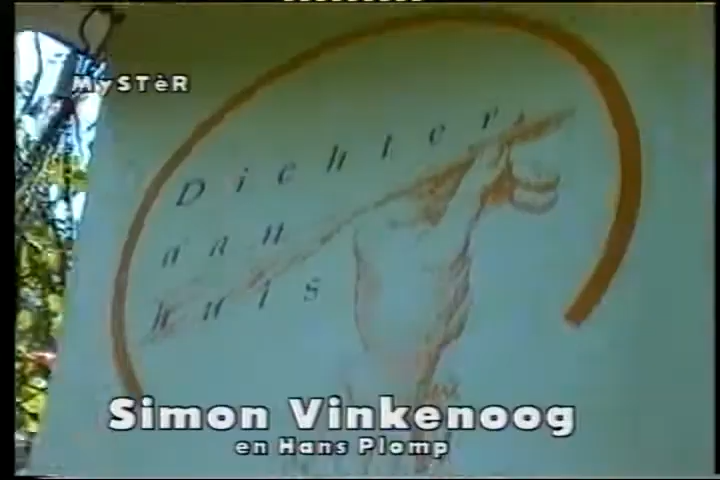 MySTèR
Dichter
aan
huis
Simon Vinkenoog
en Hans Plomp